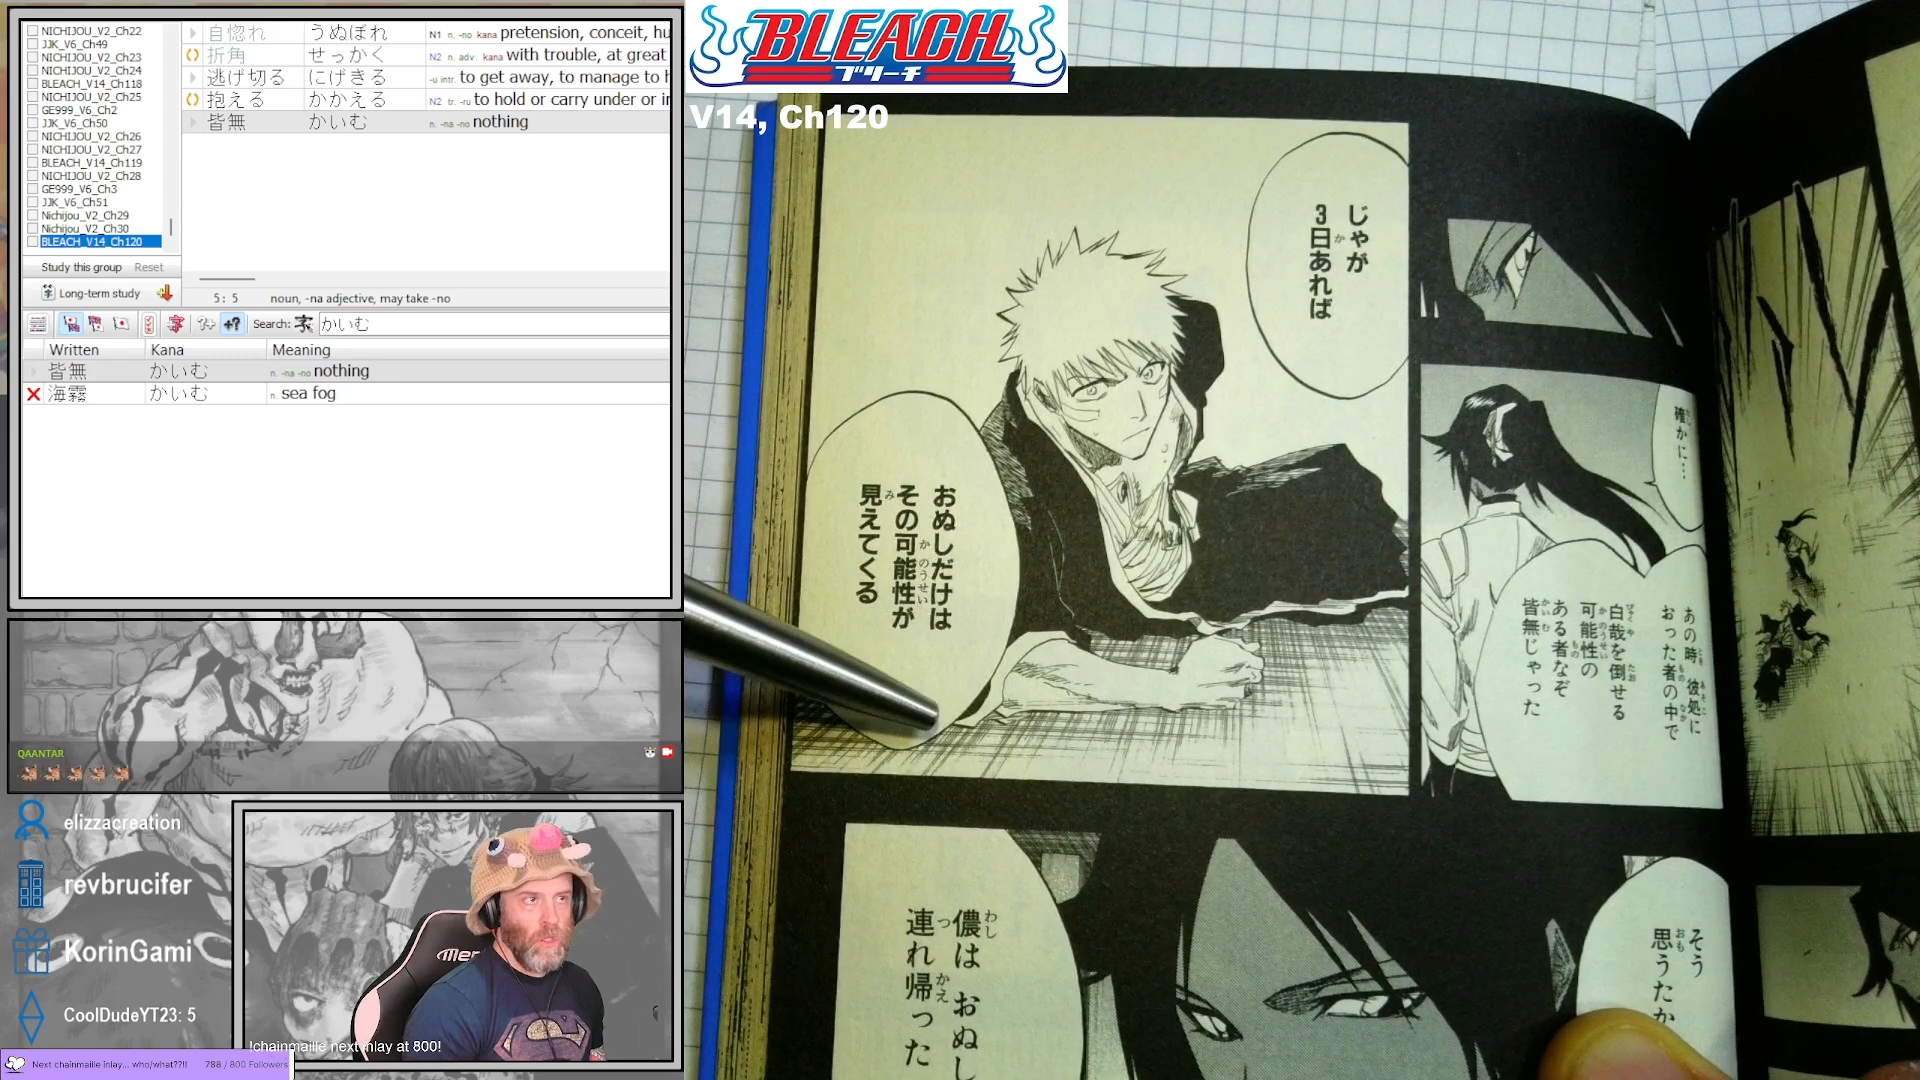 NICHIJOU_V2_Ch22
JJK_V6_Ch49
NICHIJOU_V2_Ch23
NICHIJOU_V2_Ch24
BLEACH_V14_Ch118
NICHIJOU_V2_Ch25
GE999_V6_Ch2
JJK_V6_Ch50
NICHIJOU_V2_Ch26
NICHIJOU_V2_Ch27
BLEACH_V14_Ch119
NICHIJOU_V2_Ch28
GE999_V6_Ch3
JJK_V6_Ch51
Nichijou_V2_Ch29
Nichijou_V2_Ch30
BLEACH_V14_Ch120
Study this group Reset
Long-term study
自惚れ うぬぼれ N1 n. -no kana pretension, conceit, hu
折角 せっかく N2 n. adv. kana with trouble, at great
逃げ切る にげきる -u intr. to get away, to manage to h
抱える かかえる N2 tr. -ru to hold or carry under or in
皆無 かいむ n. -na -no nothing
5: 5 noun, -na adjective, may take -no
Search: かいむ
Written Kana Meaning
皆無 かいむ n. -na -no nothing
海霧 かいむ n. sea fog
QAANTAR
elizzacreation
revbrucifer
KorinGami
CoolDudeYT23: 5
!chainmaille next inlay at 800!
Next chainmaille inlay... who/what??!! 788 / 800 Followers
BLEACH
ブリーチ
V14, Ch120
確かに…
あの時 彼処に
おった者の中で
白哉を倒せる
可能性の
ある者なぞ
皆無じゃった
じゃが
3日あれば
おぬしだけは
その可能性が
見えてくる
そう
思うたか
儂は おぬし
連れ帰った